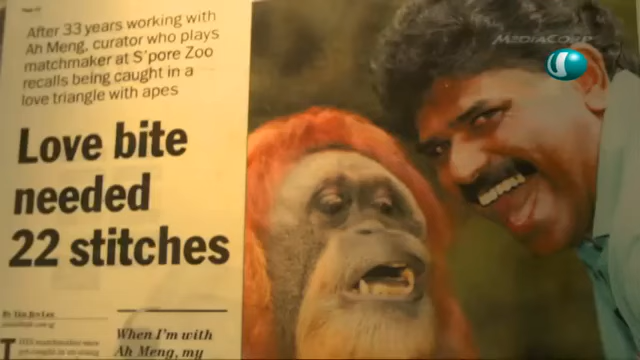 After 33 years working with
Ah Meng, curator who plays
matchmaker at S'pore Zoo
recalls being caught in a
love triangle with apes
Love bite
needed
22 stitches
When I'm with
Ah Meng, my
MEDIACORP